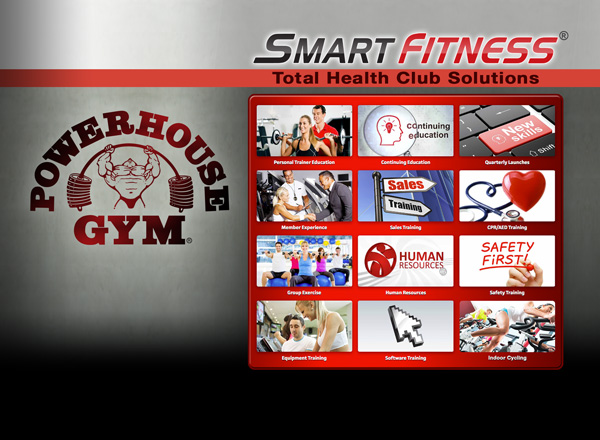 SMART FITNESS®
Total Health Club Solutions
POWERHOUSE
GYM®
continuing
education
New
skills
Shift
Personal Trainer Education
Continuing Education
Quarterly Launches
Sales
Training
Member Experience
Sales Training
CPR/AED Training
HUMAN
RESOURCES
SAFETY
FiRST!
Group Exercise
Human Resources
Safety Training
Equipment Training
Software Training
Indoor Cycling